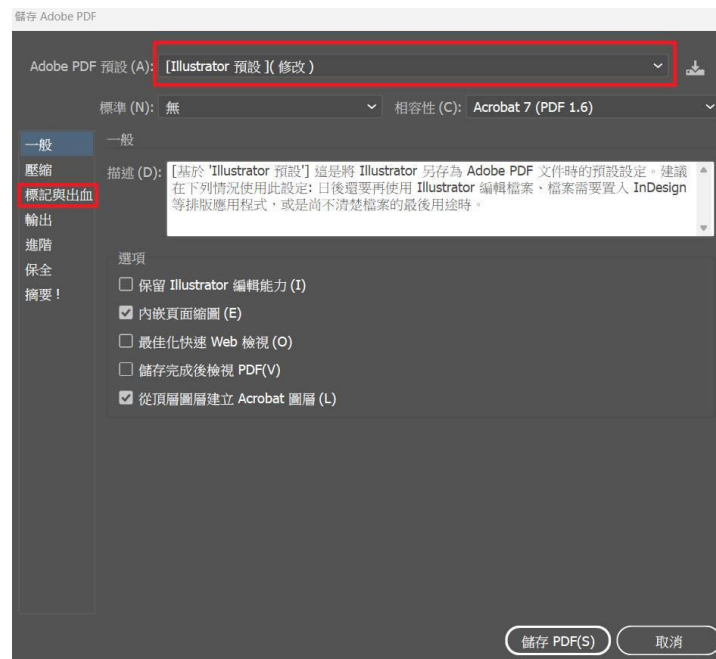 儲存 Adobe PDF
Adobe PDF 預設 (A): [Illustrator 預設 ]( 修改 )
標準 (N): 無 相容性 (C): Acrobat 7 (PDF 1.6)
一般
壓縮
標記與出血
輸出
進階
保全
摘要!
一般
描述 (D): [基於 'Illustrator 預設'] 這是將 Illustrator 另存為 Adobe PDF 文件時的預設設定。建議
在下列情況使用此設定: 日後還要再使用 Illustrator 編輯檔案、檔案需要置入 InDesign
等排版應用程式，或是尚不清楚檔案的最後用途時。
選項
保留 Illustrator 編輯能力 (I)
內嵌頁面縮圖 (E)
最佳化快速 Web 檢視 (O)
儲存完成後檢視 PDF(V)
從頂層圖層建立 Acrobat 圖層 (L)
儲存 PDF(S) 取消